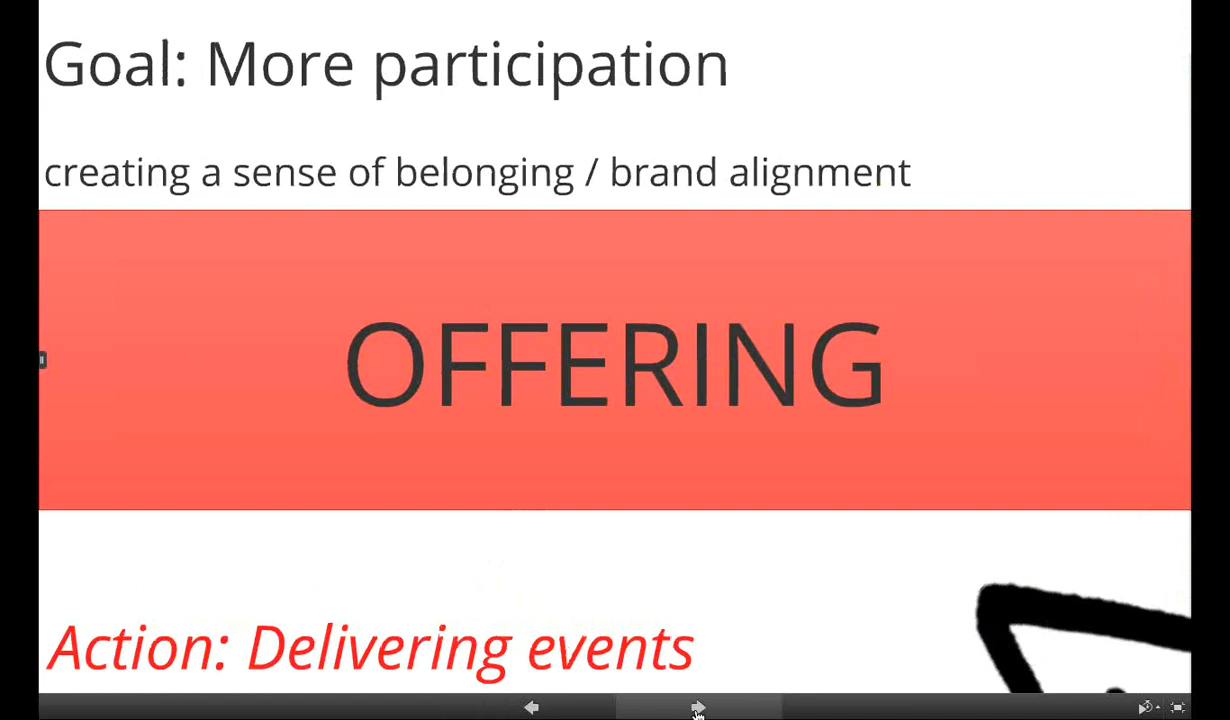 Goal: More participation
creating a sense of belonging / brand alignment
OFFERING
Action: Delivering events